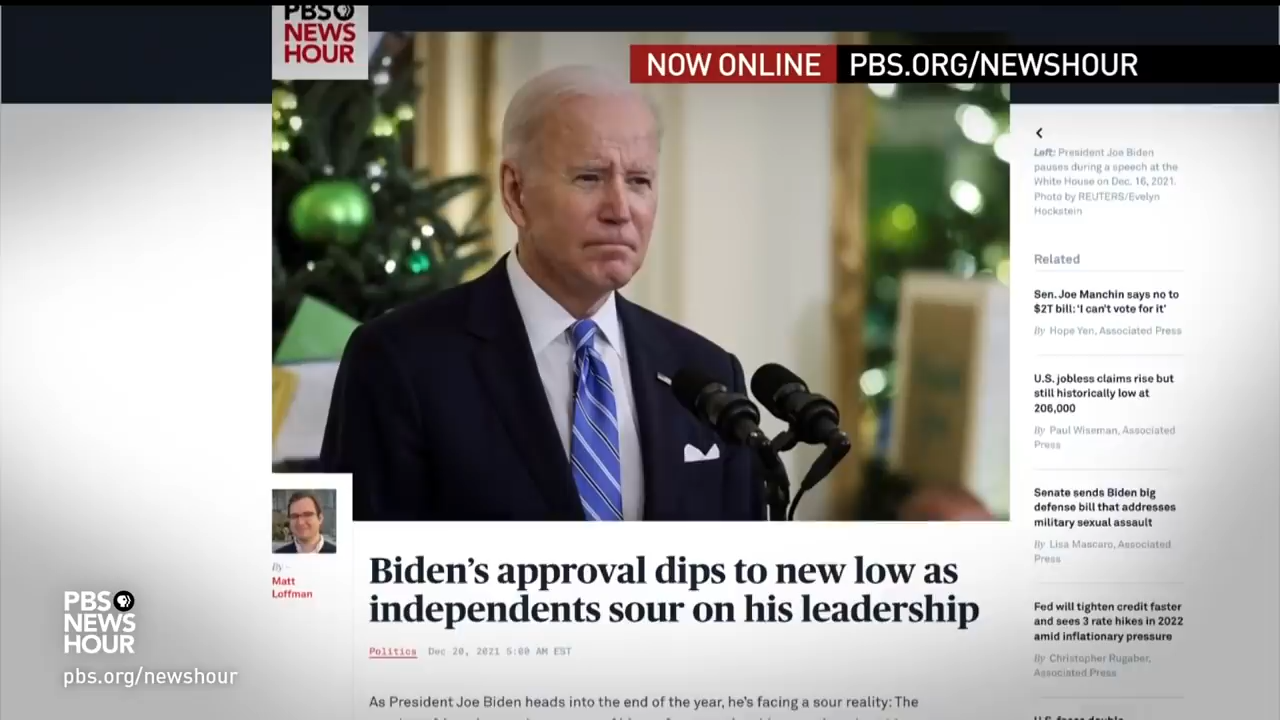 PBS
NEWS
HOUR
NOW ONLINE
PBS.ORG/NEWSHOUR
Left: President Joe Biden
pauses during a speech at the
White House on Dec. 16, 2021.
Photo by REUTERS/Evelyn
Hockstein
Related
Sen. Joe Manchin says no to
$2T bill: ‘I can’t vote for it’
By Hope Yen, Associated Press
U.S. jobless claims rise but
still historically low at
206,000
By Paul Wiseman, Associated
Press
Senate sends Biden big
defense bill that addresses
military sexual assault
By Lisa Mascaro, Associated
Press
Fed will tighten credit faster
and sees 3 rate hikes in 2022
amid inflationary pressure
By Christopher Rugaber,
Associated Press
By –
Matt
Loffman
Biden’s approval dips to new low as
independents sour on his leadership
Politics Dec 20, 2021 5:00 AM EST
As President Joe Biden heads into the end of the year, he’s facing a sour reality: The
PBS
NEWS
HOUR
pbs.org/newshour